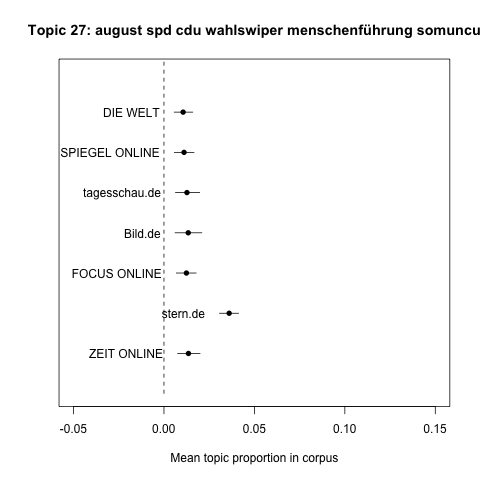 Topic 27: august spd cdu wahlswiper menschenführung somuncu
DIE WELT
SPIEGEL ONLINE
tagesschau.de
Bild.de
FOCUS ONLINE
stern.de
ZEIT ONLINE
-0.05 0.00 0.05 0.10 0.15
Mean topic proportion in corpus